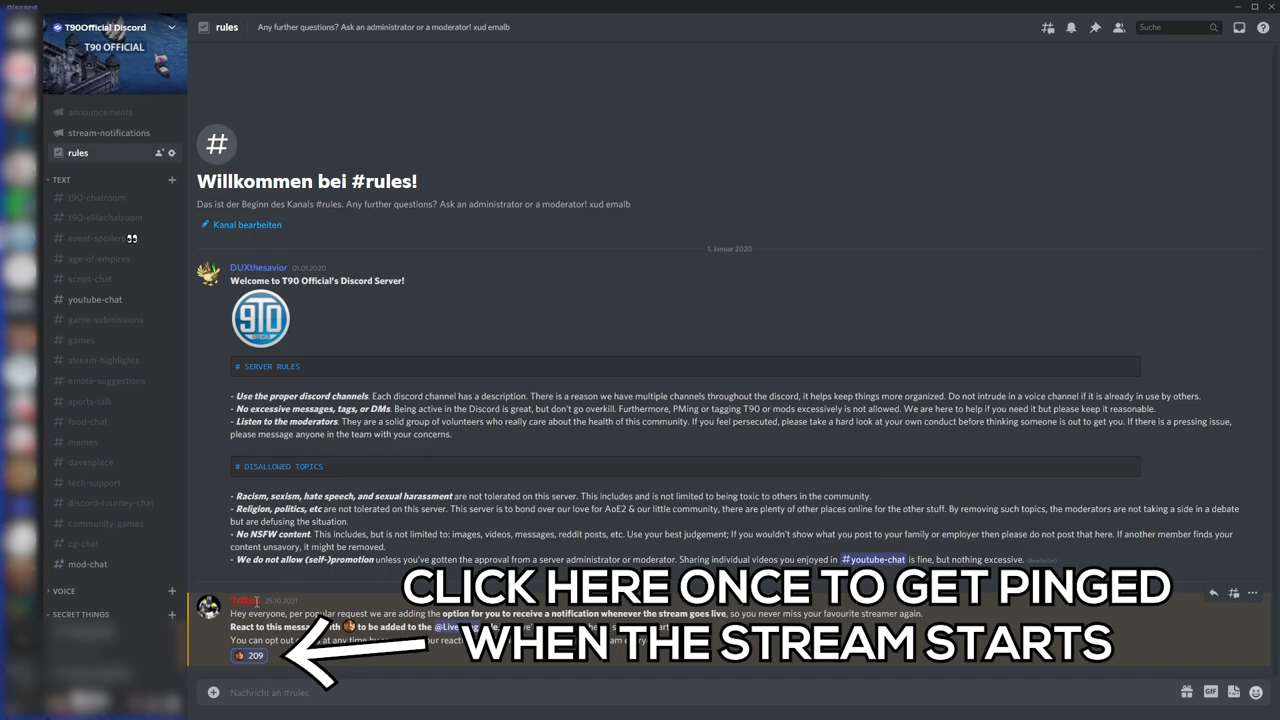 Discord
T90Official Discord
T90 OFFICIAL
rules
Any further questions? Ask an administrator or a moderator! xud emalb
Suche
announcements
stream-notifications
rules
TEXT
t90-chatroom
t90-elitechatroom
event-spoilers
age-of-empires
script-chat
youtube-chat
game-submissions
games
stream-highlights
emote-suggestions
sports-talk
food-chat
memes
davesplace
tech-support
discord-tourney-chat
community-games
cg-chat
mod-chat
VOICE
SECRET THINGS
#
Willkommen bei #rules!
Das ist der Beginn des Kanals #rules. Any further questions? Ask an administrator or a moderator! xud emalb
Kanal bearbeiten
1. Januar 2020
DUXthesavior 01.01.2020
Welcome to T90 Official's Discord Server!
9TO
# SERVER RULES
- Use the proper discord channels. Each discord channel has a description. There is a reason we have multiple channels throughout the discord, it helps keep things more organized. Do not intrude in a voice channel if it is already in use by others.
- No excessive messages, tags, or DMs. Being active in the Discord is great, but don't go overkill. Furthermore, PMing or tagging T90 or mods excessively is not allowed. We are here to help if you need it but please keep it reasonable.
- Listen to the moderators. They are a solid group of volunteers who really care about the health of this community. If you feel persecuted, please take a hard look at your own conduct before thinking someone is out to get you. If there is a pressing issue,
please message anyone in the team with your concerns.
# DISALLOWED TOPICS
- Racism, sexism, hate speech, and sexual harassment are not tolerated on this server. This includes and is not limited to being toxic to others in the community.
- Religion, politics, etc are not tolerated on this server. This server is to bond over our love for AoE2 & our little community, there are plenty of other places online for the other stuff. By removing such topics, the moderators are not taking a side in a debate
but are defusing the situation.
- No NSFW content. This includes, but is not limited to: images, videos, messages, reddit posts, etc. Use your best judgement; If you wouldn't show what you post to your family or employer then please do not post that here. If another member finds your
content unsavory, it might be removed.
- We do not allow (self-)promotion unless you've gotten the approval from a server administrator or moderator. Sharing individual videos you enjoyed in #youtube-chat is fine, but nothing excessive. (bearbeitet)
25.10.2021
Hey everyone, per popular request we are adding the option for you to receive a notification whenever the stream goes live, so you never miss your favourite streamer again.
React to this message with to be added to the
You can opt out at any time by
209
CLICK HERE ONCE TO GET PINGED
WHEN THE STREAM STARTS
Nachricht an #rules
GIF